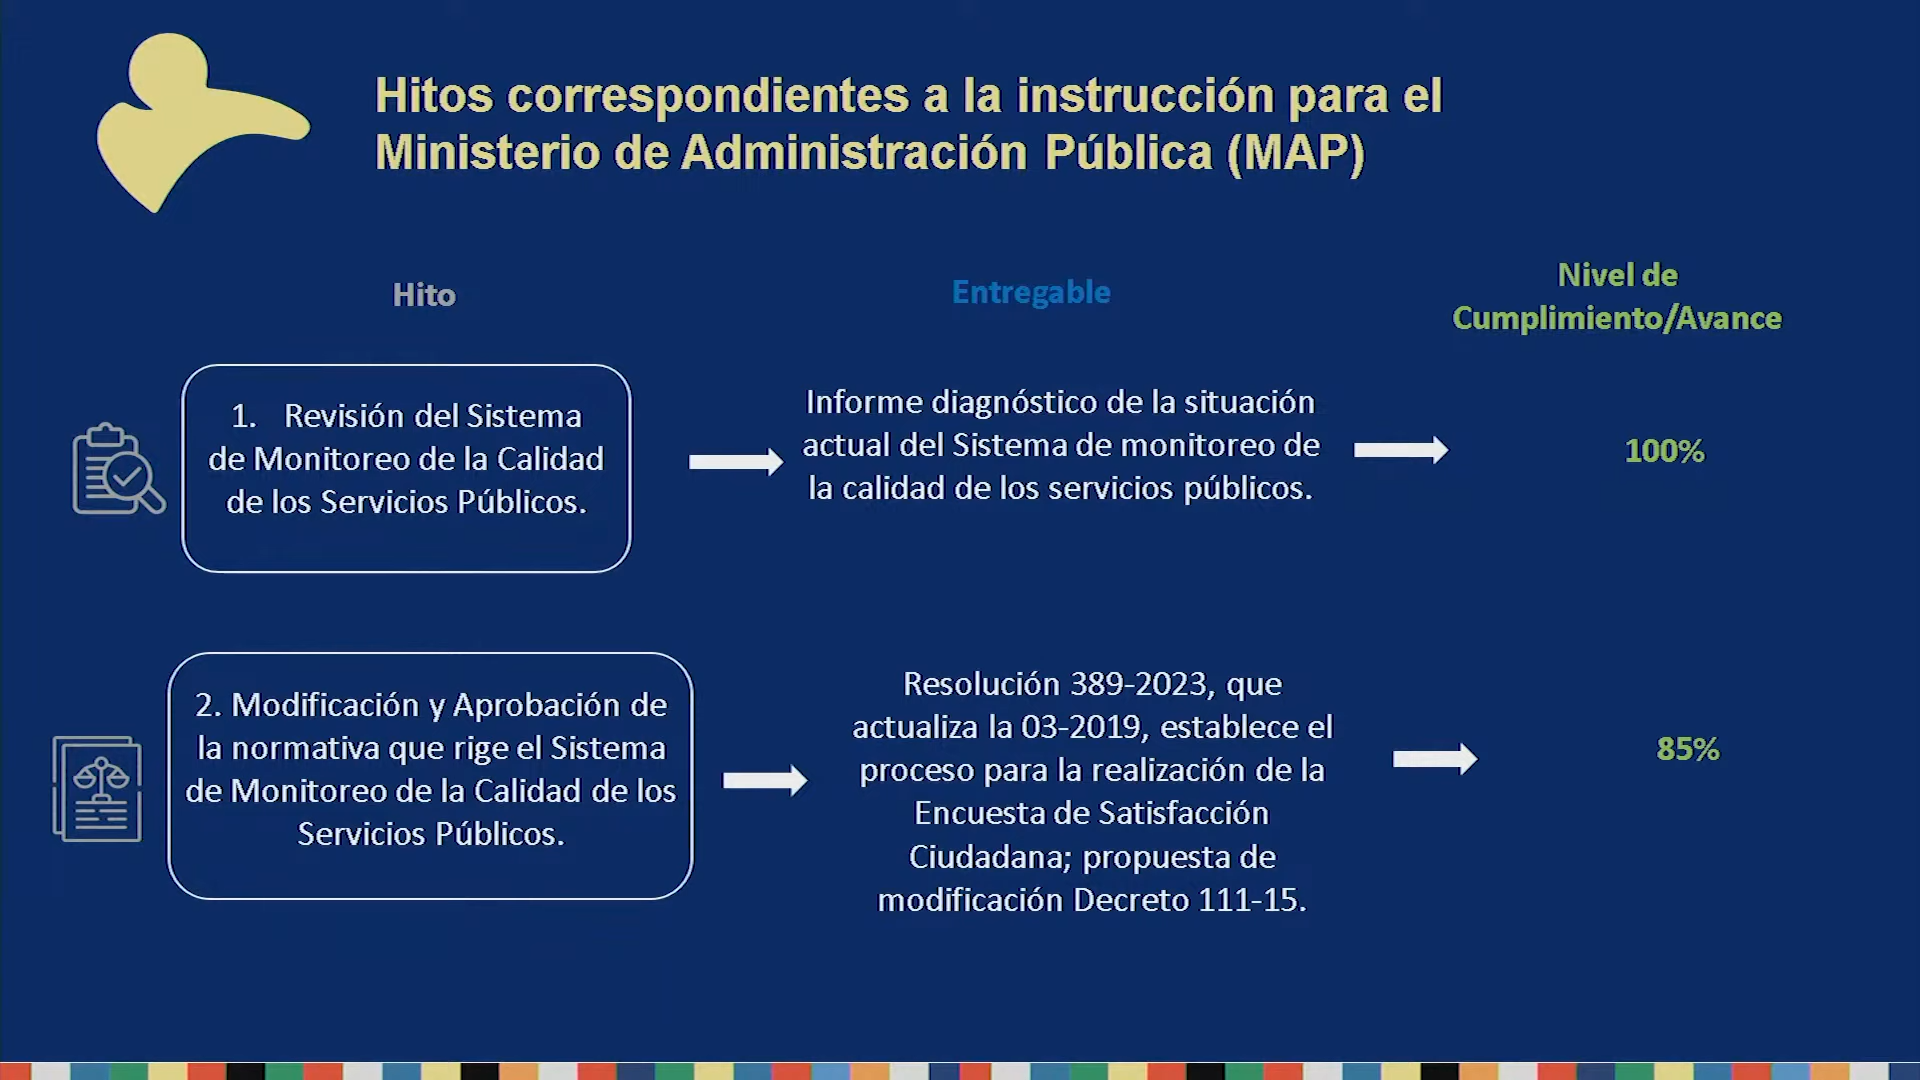 Hitos correspondientes a la instrucción para el
Ministerio de Administración Pública (MAP)
Hito
Entregable
Nivel de
Cumplimiento/Avance
1. Revisión del Sistema
de Monitoreo de la Calidad
de los Servicios Públicos.
Informe diagnóstico de la situación
actual del Sistema de monitoreo de
la calidad de los servicios públicos.
100%
2. Modificación y Aprobación de
la normativa que rige el Sistema
de Monitoreo de la Calidad de los
Servicios Públicos.
Resolución 389-2023, que
actualiza la 03-2019, establece el
proceso para la realización de la
Encuesta de Satisfacción
Ciudadana; propuesta de
modificación Decreto 111-15.
85%